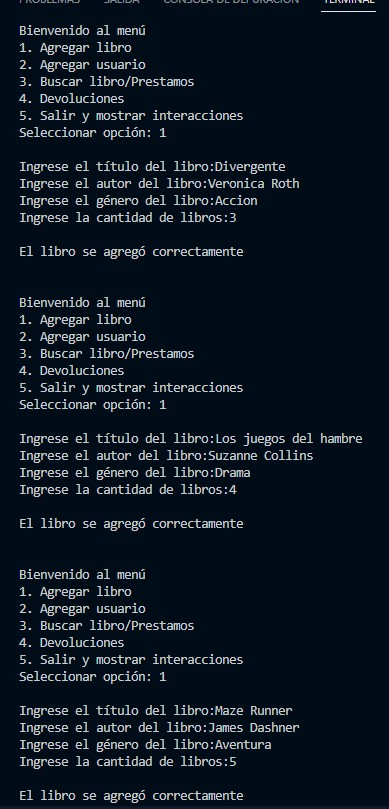 PROBLEMAS SALIDA CONSOLA DE DEPURACIÓN TERMINAL
Bienvenido al menú
1. Agregar libro
2. Agregar usuario
3. Buscar libro/Prestamos
4. Devoluciones
5. Salir y mostrar interacciones
Seleccionar opción: 1
Ingrese el título del libro:Divergente
Ingrese el autor del libro:Veronica Roth
Ingrese el género del libro:Accion
Ingrese la cantidad de libros:3
El libro se agregó correctamente
Bienvenido al menú
1. Agregar libro
2. Agregar usuario
3. Buscar libro/Prestamos
4. Devoluciones
5. Salir y mostrar interacciones
Seleccionar opción: 1
Ingrese el título del libro:Los juegos del hambre
Ingrese el autor del libro:Suzanne Collins
Ingrese el género del libro:Drama
Ingrese la cantidad de libros:4
El libro se agregó correctamente
Bienvenido al menú
1. Agregar libro
2. Agregar usuario
3. Buscar libro/Prestamos
4. Devoluciones
5. Salir y mostrar interacciones
Seleccionar opción: 1
Ingrese el título del libro:Maze Runner
Ingrese el autor del libro:James Dashner
Ingrese el género del libro:Aventura
Ingrese la cantidad de libros:5
El libro se agregó correctamente